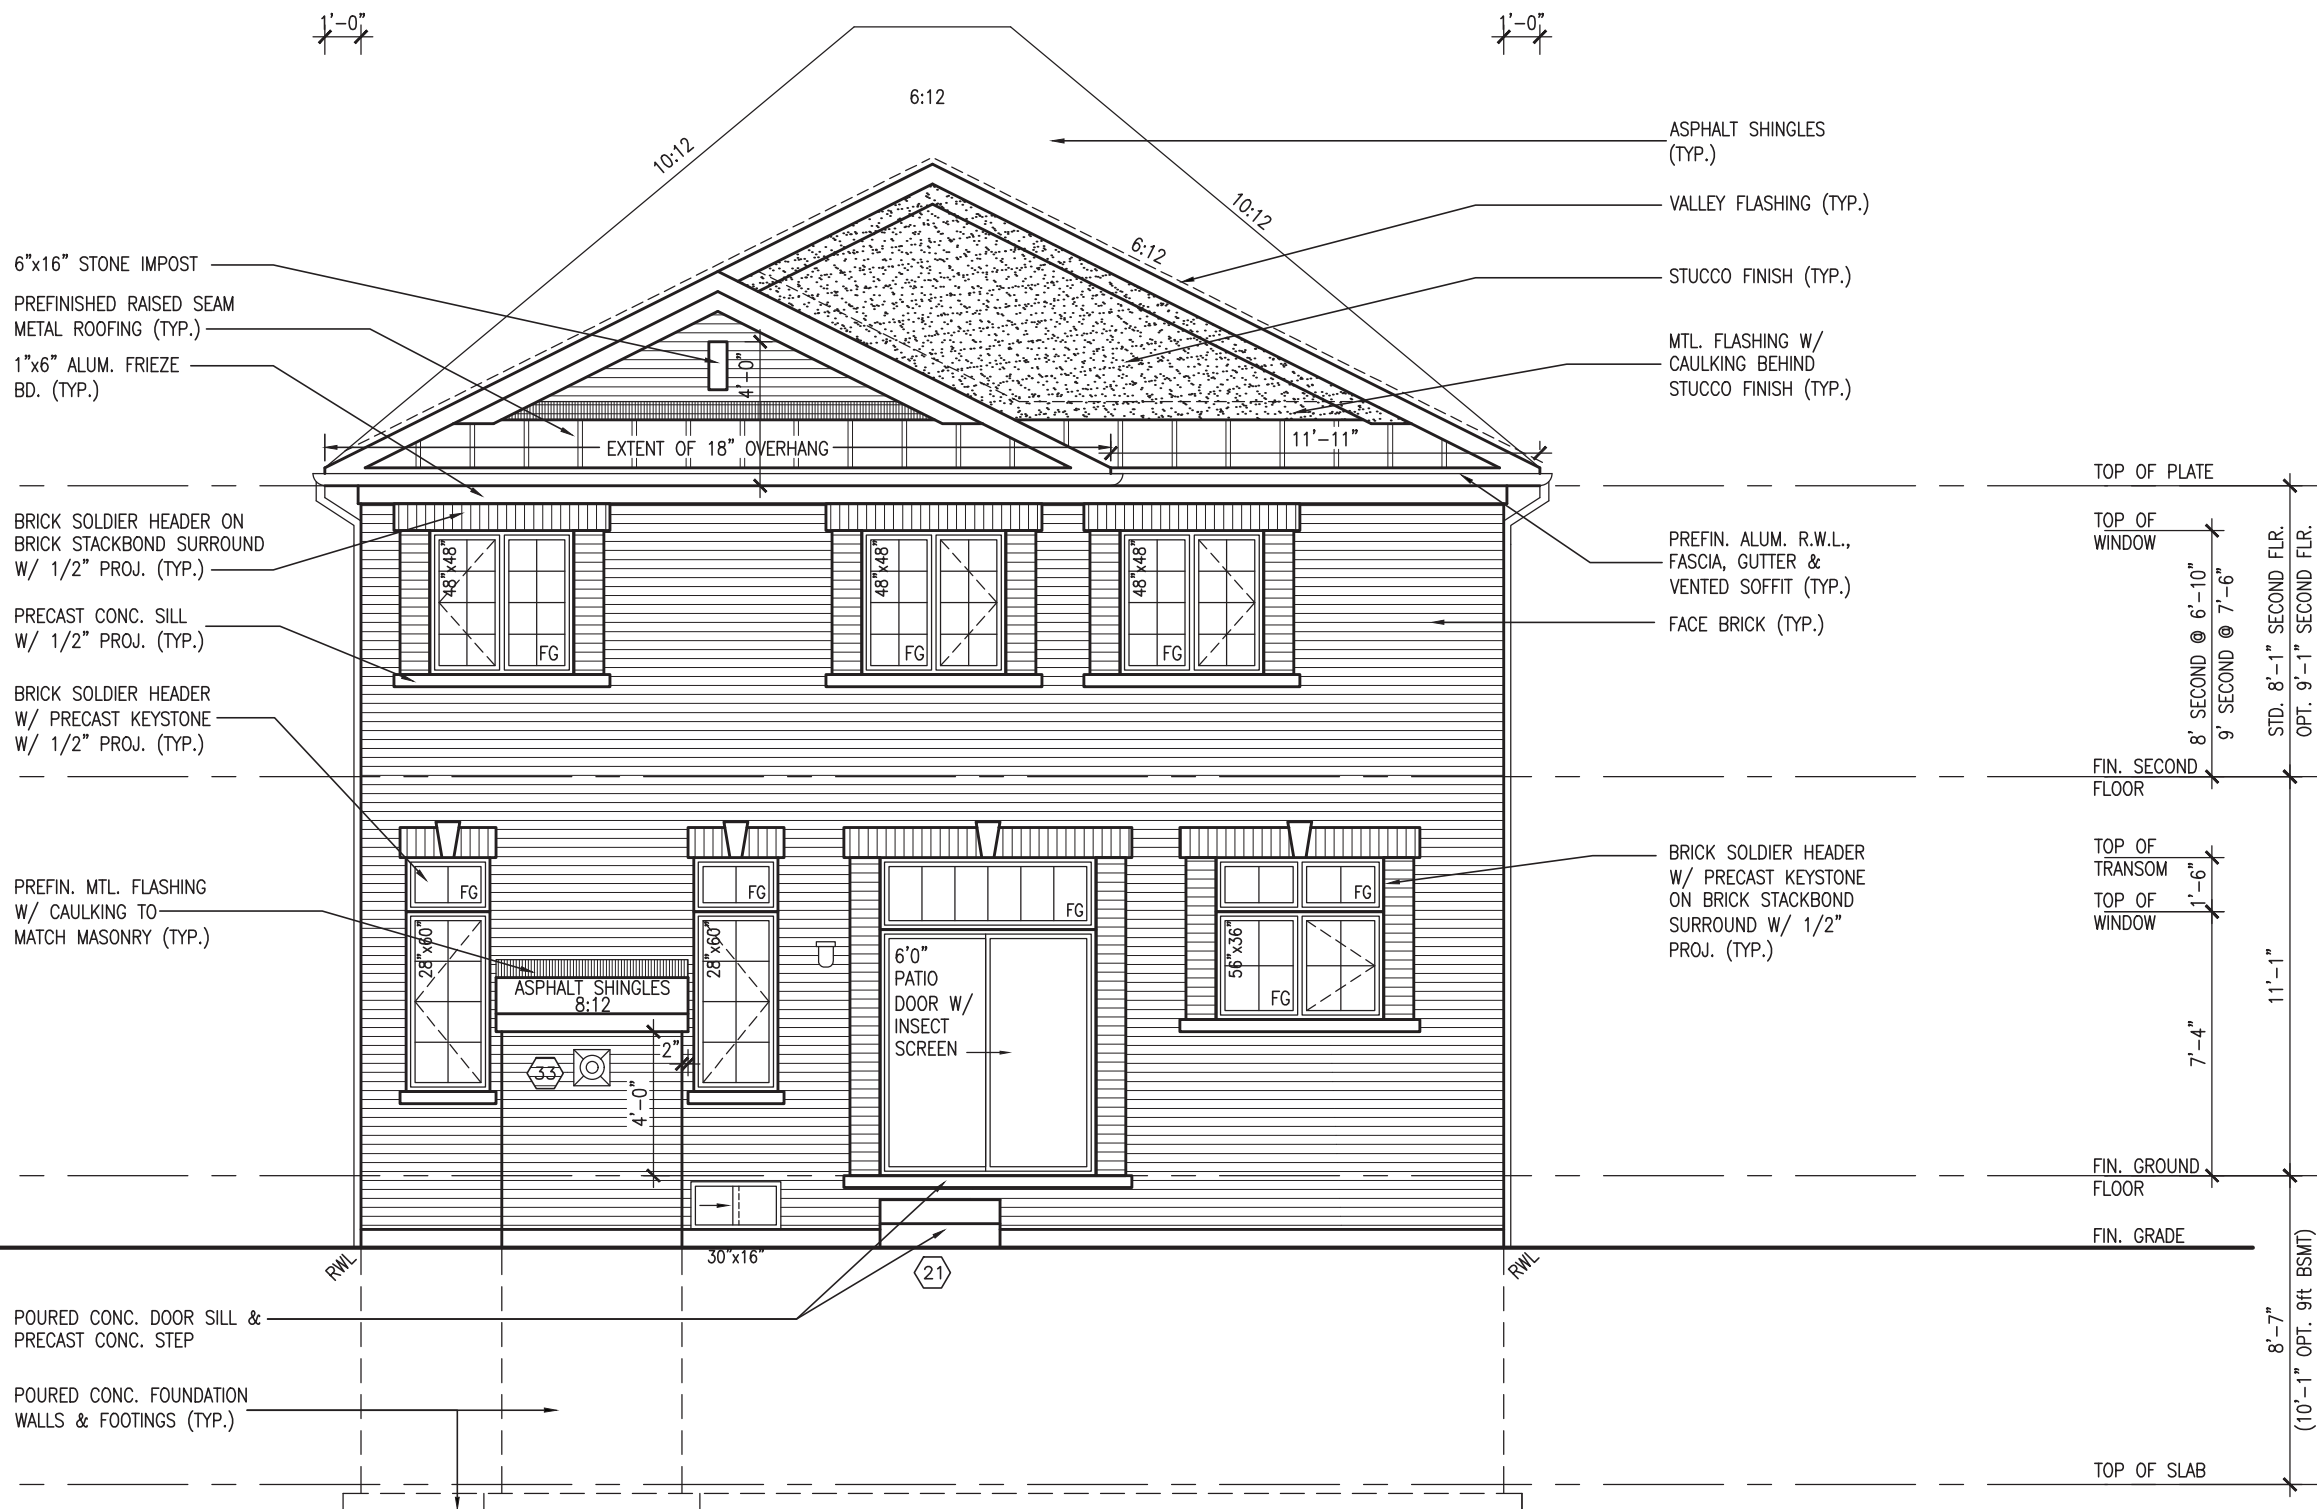 1'-0"
1'-0"
6:12
10:12
10:12
6:12
ASPHALT SHINGLES
(TYP.)
VALLEY FLASHING (TYP.)
STUCCO FINISH (TYP.)
MTL. FLASHING W/
CAULKING BEHIND
STUCCO FINISH (TYP.)
6"x16" STONE IMPOST
PREFINISHED RAISED SEAM
METAL ROOFING (TYP.)
1"x6" ALUM. FRIEZE
BD. (TYP.)
4'-0"
EXTENT OF 18" OVERHANG
11'-11"
BRICK SOLDIER HEADER ON
BRICK STACKBOND SURROUND
W/ 1/2" PROJ. (TYP.)
PRECAST CONC. SILL
W/ 1/2" PROJ. (TYP.)
BRICK SOLDIER HEADER
W/ PRECAST KEYSTONE
W/ 1/2" PROJ. (TYP.)
PREFIN. MTL. FLASHING
W/ CAULKING TO
MATCH MASONRY (TYP.)
48"x48"
FG
48"x48"
FG
48"x48"
FG
PREFIN. ALUM. R.W.L.,
FASCIA, GUTTER &
VENTED SOFFIT (TYP.)
FACE BRICK (TYP.)
TOP OF PLATE
TOP OF
WINDOW
8' SECOND @ 6'-10"
9' SECOND @ 7'-6"
STD. 8'-1" SECOND FLR.
OPT. 9'-1" SECOND FLR.
FIN. SECOND
FLOOR
FG
28"x60"
FG
28"x60"
FG
FG
56"x36"
FG
ASPHALT SHINGLES
8:12
2"
33
4'-0"
6'0"
PATIO
DOOR W/
INSECT
SCREEN
BRICK SOLDIER HEADER
W/ PRECAST KEYSTONE
ON BRICK STACKBOND
SURROUND W/ 1/2"
PROJ. (TYP.)
TOP OF
TRANSOM
TOP OF
WINDOW
1'-6"
7'-4"
11'-1"
FIN. GROUND
FLOOR
FIN. GRADE
RWL
30"x16"
21
RWL
POURED CONC. DOOR SILL &
PRECAST CONC. STEP
POURED CONC. FOUNDATION
WALLS & FOOTINGS (TYP.)
8'-7"
(10'-1" OPT. 9ft BSMT)
TOP OF SLAB